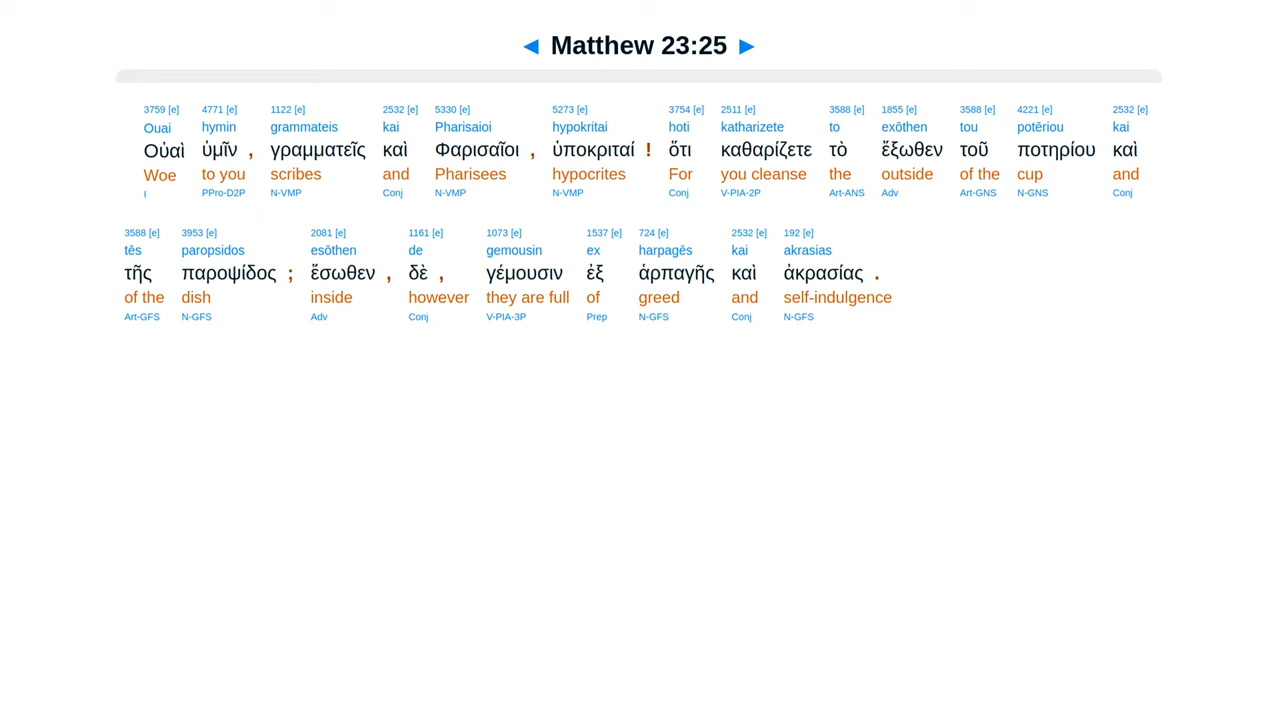 ◄ Matthew 23:25 ►
3759 [e] 4771 [e] 1122 [e] 2532 [e] 5330 [e] 5273 [e] 3754 [e] 2511 [e] 3588 [e] 1855 [e] 3588 [e] 4221 [e] 2532 [e]
Ouai hymin grammateis kai Pharisaioi hypokritai hoti katharizete to exōthen tou potēriou kai
Οὐαὶ ὑμῖν , γραμματεῖς καὶ Φαρισαῖοι , ὑποκριταί ! ὅτι καθαρίζετε τὸ ἔξωθεν τοῦ ποτηρίου καὶ
Woe to you scribes and Pharisees hypocrites For you cleanse the outside of the cup and
I PPro-D2P N-VMP Conj N-VMP N-VMP Conj V-PIA-2P Art-ANS Adv Art-GNS N-GNS Conj
3588 [e] 3953 [e] 2081 [e] 1161 [e] 1073 [e] 1537 [e] 724 [e] 2532 [e] 192 [e]
tēs paropsidos esōthen de gemousin ex harpagēs kai akrasias
τῆς παροψίδος ; ἔσωθεν , δὲ , γέμουσιν ἐξ ἁρπαγῆς καὶ ἀκρασίας .
of the dish inside however they are full of greed and self-indulgence
Art-GFS N-GFS Adv Conj V-PIA-3P Prep N-GFS Conj N-GFS